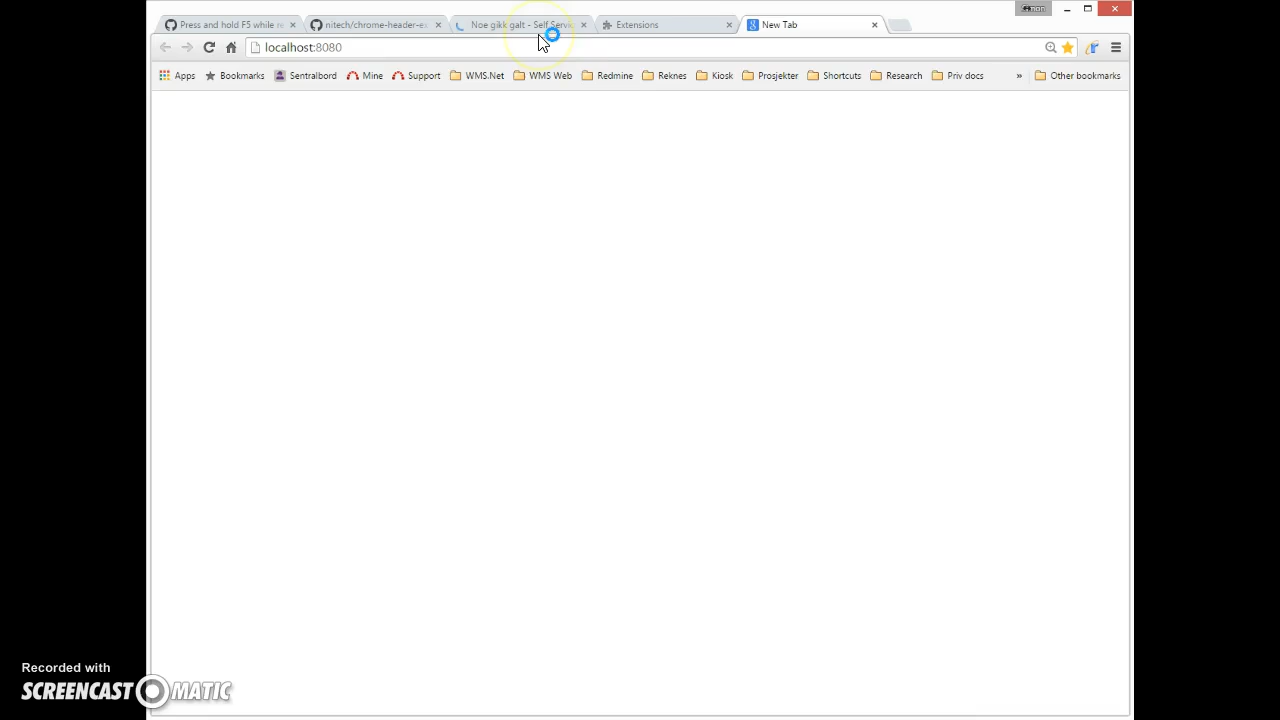 Simon
Press and hold F5 while re
nitech/chrome-header-ex
Noe gikk galt - Self Servic
Extensions
New Tab
localhost:8080
Apps Bookmarks Sentralbord Mine Support WMS.Net WMS Web Redmine Reknes Kiosk Prosjekter Shortcuts Research Priv docs » Other bookmarks
Recorded with
SCREENCAST MATIC